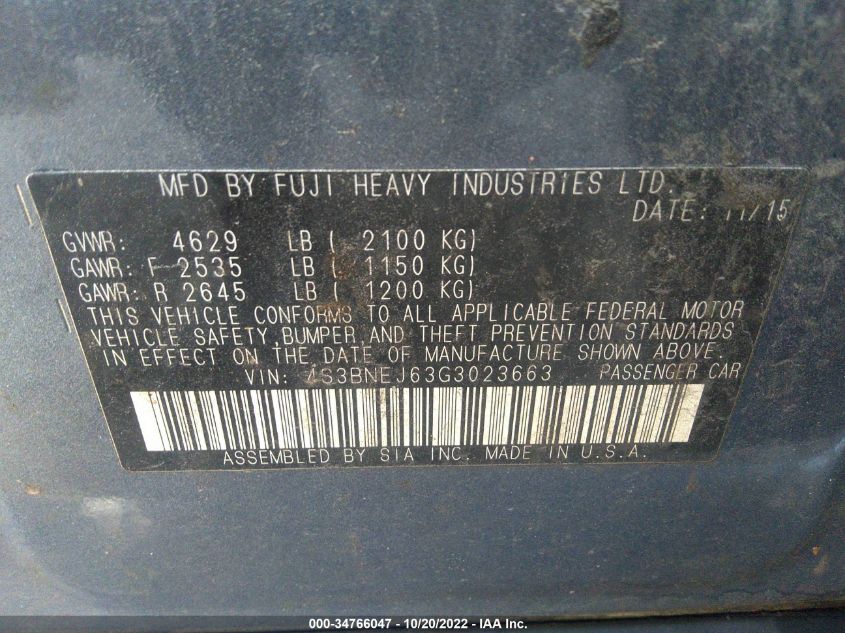 MFD BY FUJI HEAVY INDUSTRIES LTD.
DATE: 11/15
GVWR: 4629 LB ( 2100 KG)
GAWR: F 2535 LB ( 1150 KG)
GAWR: R 2645 LB ( 1200 KG)
THIS VEHICLE CONFORMS TO ALL APPLICABLE FEDERAL MOTOR
VEHICLE SAFETY,BUMPER,AND THEFT PREVENTION STANDARDS
IN EFFECT ON THE DATE OF MANUFACTURE SHOWN ABOVE.
VIN: 4S3BNEJ63G3023663 PASSENGER CAR
ASSEMBLED BY SIA INC. MADE IN U.S.A.
000-34766047 - 10/20/2022 - IAA Inc.